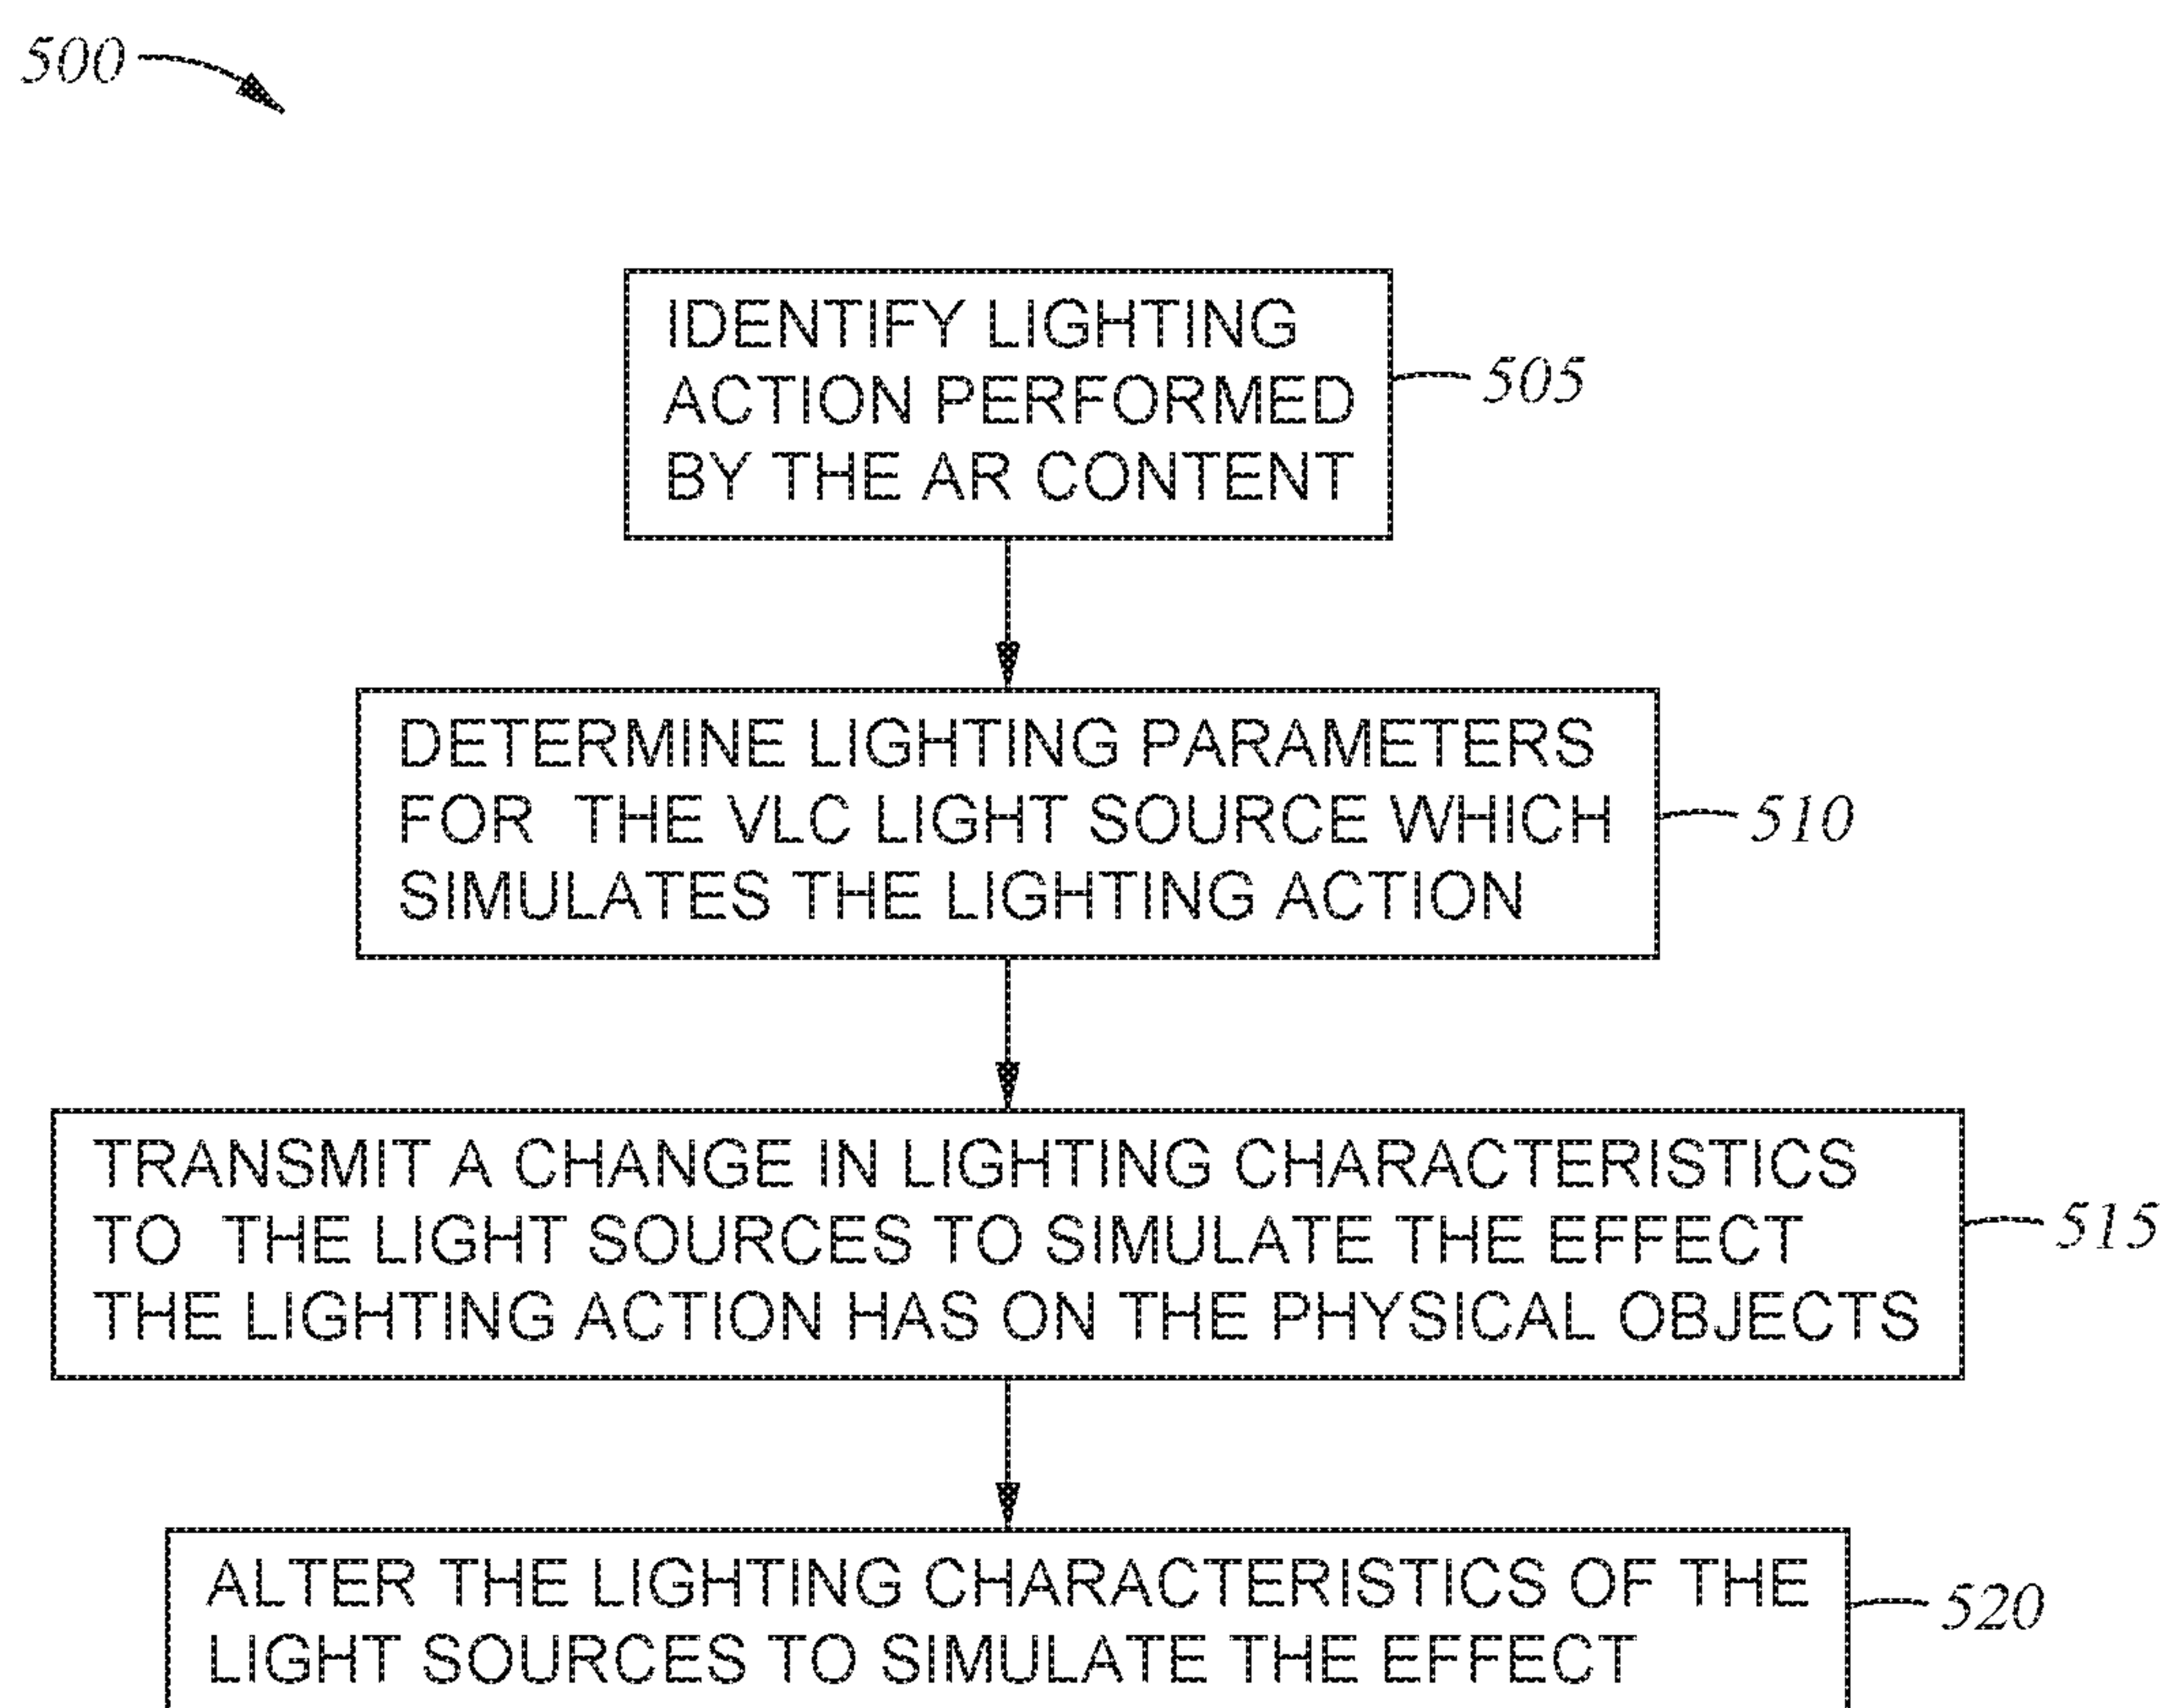 500
IDENTIFY LIGHTING
ACTION PERFORMED
BY THE AR CONTENT
505
DETERMINE LIGHTING PARAMETERS
FOR THE VLC LIGHT SOURCE WHICH
SIMULATES THE LIGHTING ACTION
510
TRANSMIT A CHANGE IN LIGHTING CHARACTERISTICS
TO THE LIGHT SOURCES TO SIMULATE THE EFFECT
THE LIGHTING ACTION HAS ON THE PHYSICAL OBJECTS
515
ALTER THE LIGHTING CHARACTERISTICS OF THE
LIGHT SOURCES TO SIMULATE THE EFFECT
520